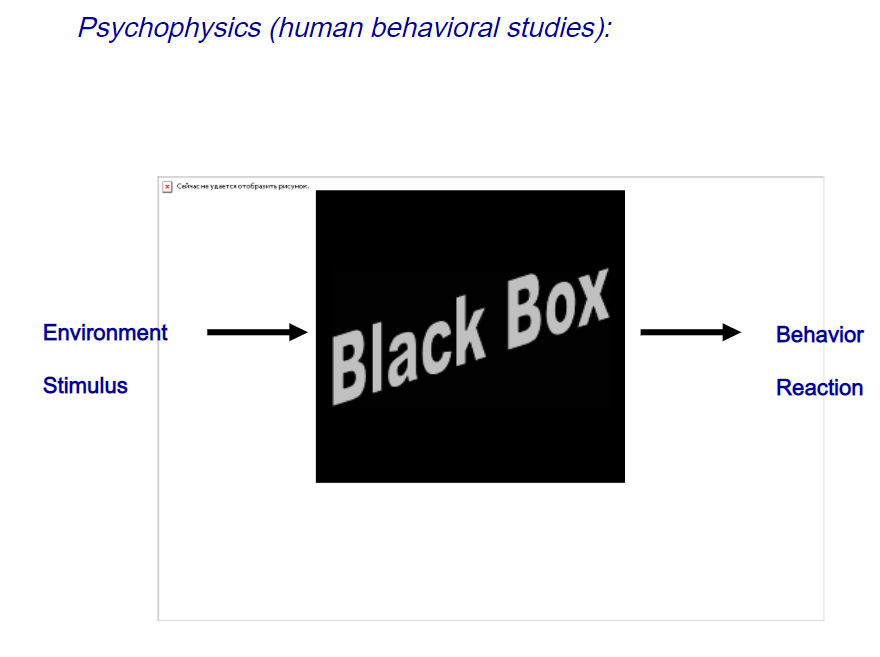 Psychophysics (human behavioral studies):
Сейчас не удается отобразить рисунок.
Black Box
Environment
Stimulus
Behavior
Reaction